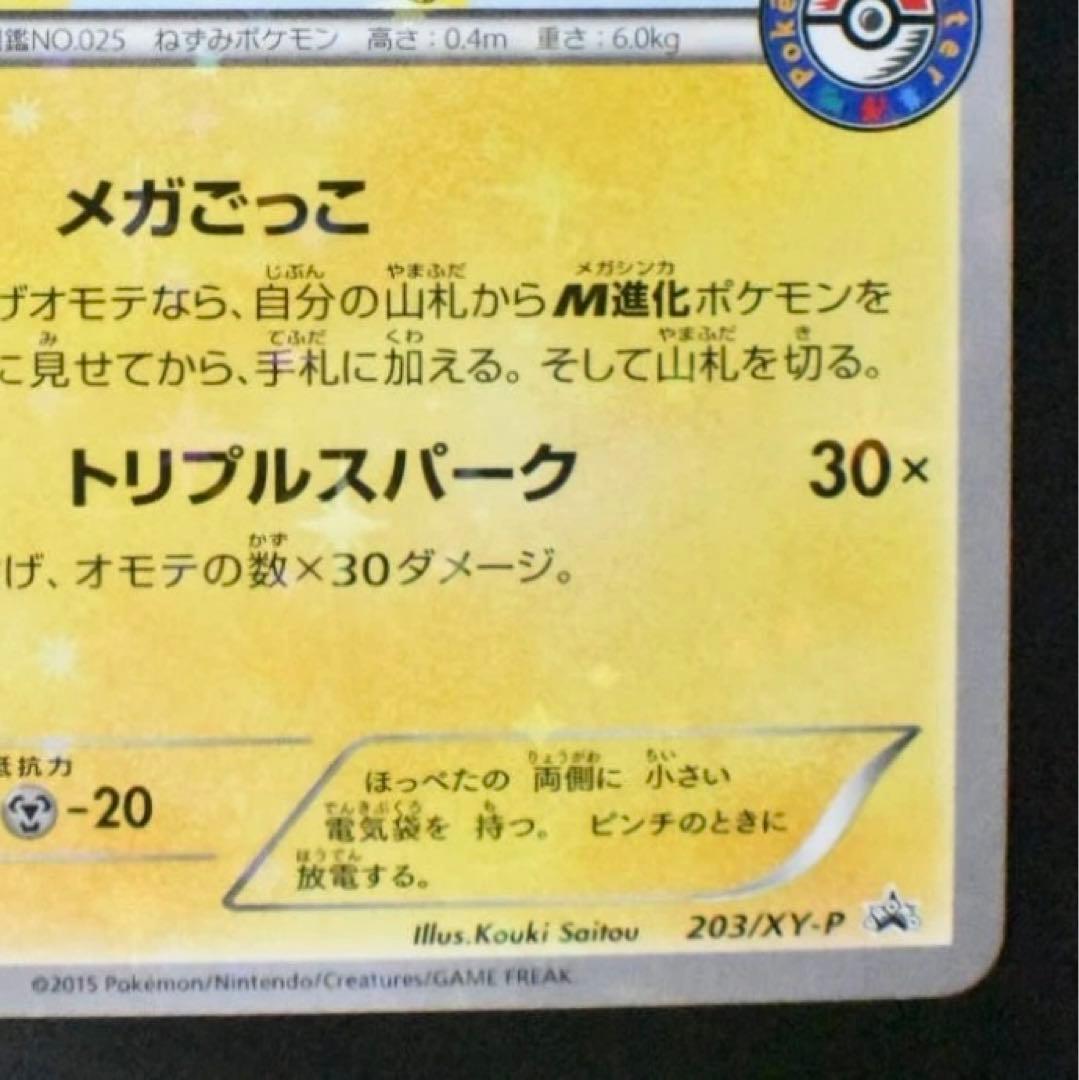 鑑NO.025 ねずみポケモン 高さ：0.4m 重さ：6.0kg
Poké ter
メガごっこ
げオモテなら、自分の山札からM進化ポケモンを
に見せてから、手札に加える。そして山札を切る。
トリプルスパーク 30×
げ、オモテの数×30ダメージ。
抵抗力
-20
ほっぺたの 両側に 小さい
電気袋を 持つ。 ピンチのときに
放電する。
Illus.Kouki Saitou 203/XY-P
©2015 Pokémon/Nintendo/Creatures/GAME FREAK